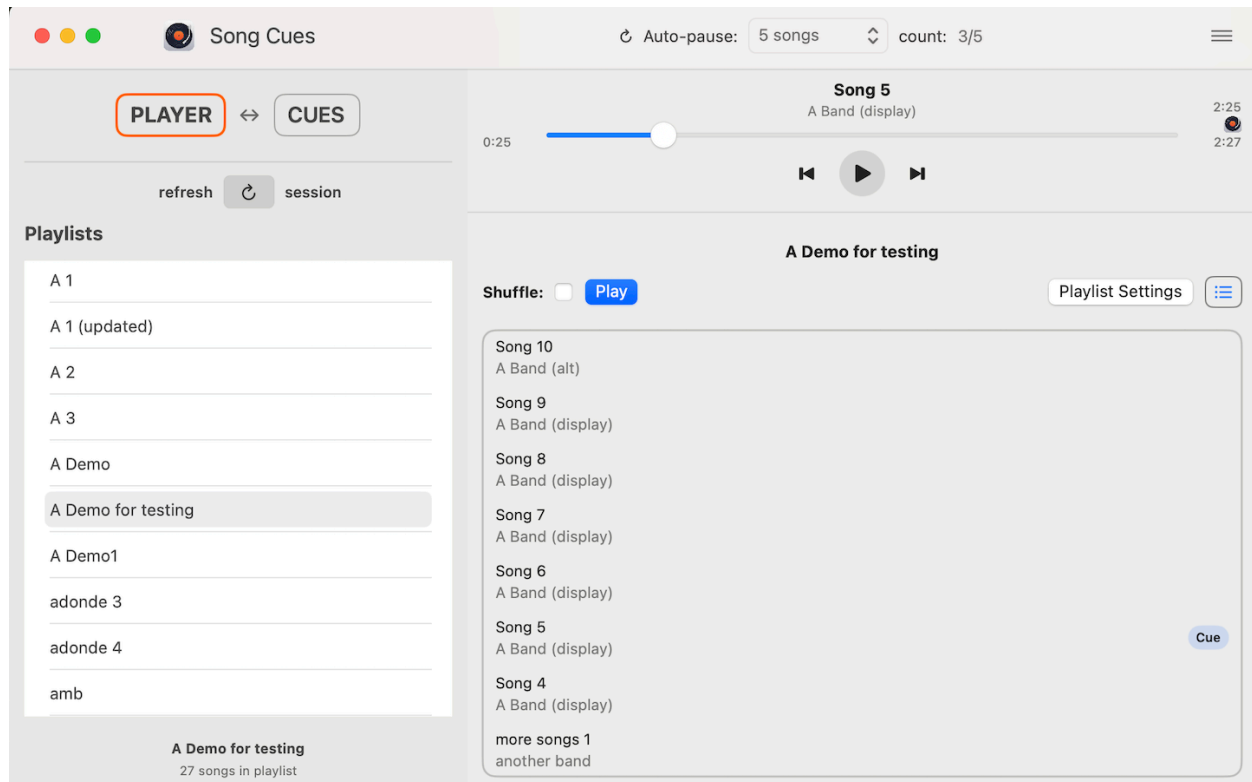 Song Cues
Auto-pause: 5 songs count: 3/5
PLAYER ↔ CUES
refresh session
Playlists
A 1
A 1 (updated)
A 2
A 3
A Demo
A Demo for testing
A Demo1
adonde 3
adonde 4
amb
A Demo for testing
27 songs in playlist
Song 5
A Band (display)
0:25
2:25
2:27
A Demo for testing
Shuffle: Play Playlist Settings
Song 10
A Band (alt)
Song 9
A Band (display)
Song 8
A Band (display)
Song 7
A Band (display)
Song 6
A Band (display)
Song 5
A Band (display)
Cue
Song 4
A Band (display)
more songs 1
another band